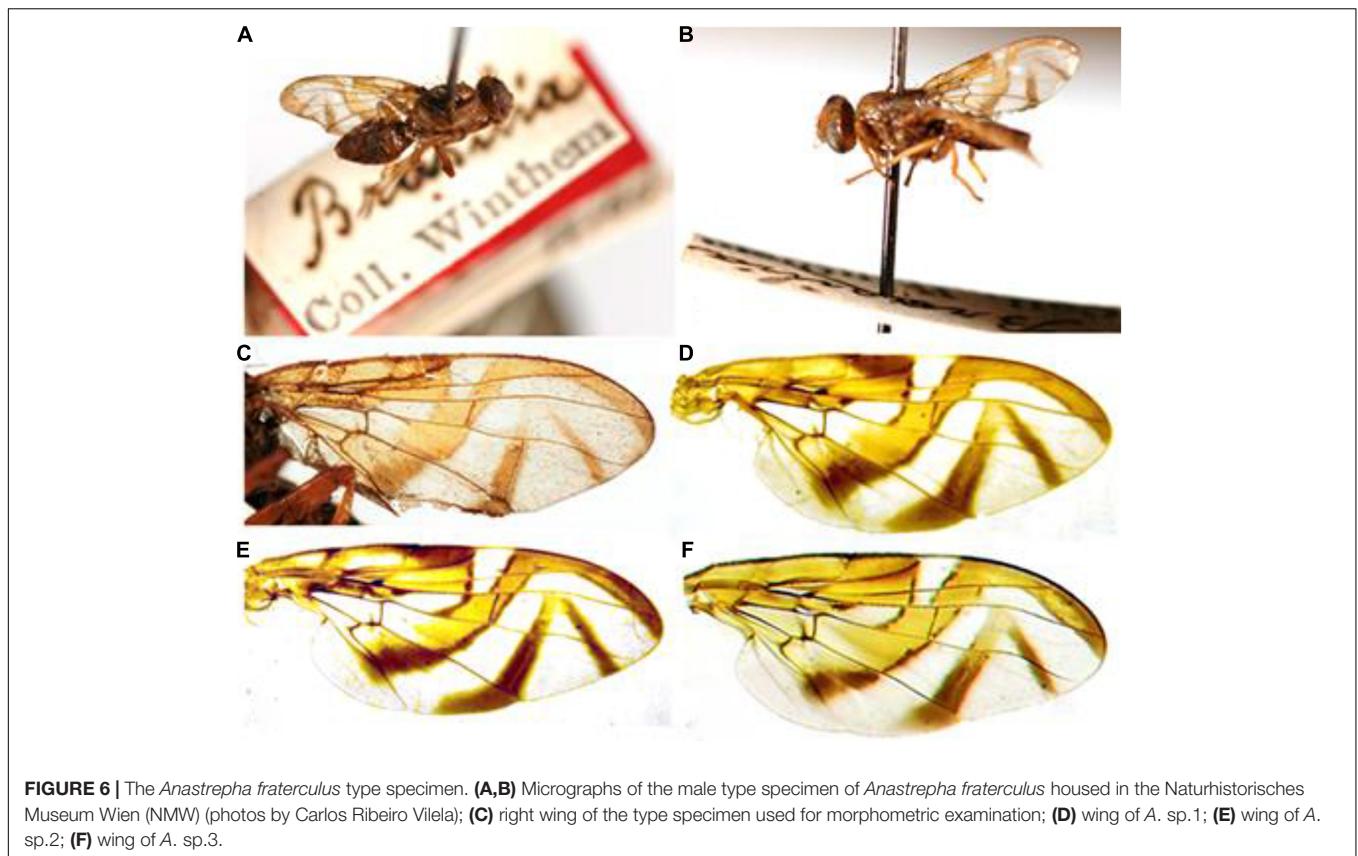 A
B
Brasilia
Coll. Winthem
C
D
E
F
FIGURE 6 | The Anastrepha fraterculus type specimen. (A,B) Micrographs of the male type specimen of Anastrepha fraterculus housed in the Naturhistorisches
Museum Wien (NMW) (photos by Carlos Ribeiro Vilela); (C) right wing of the type specimen used for morphometric examination; (D) wing of A. sp.1; (E) wing of A.
sp.2; (F) wing of A. sp.3.